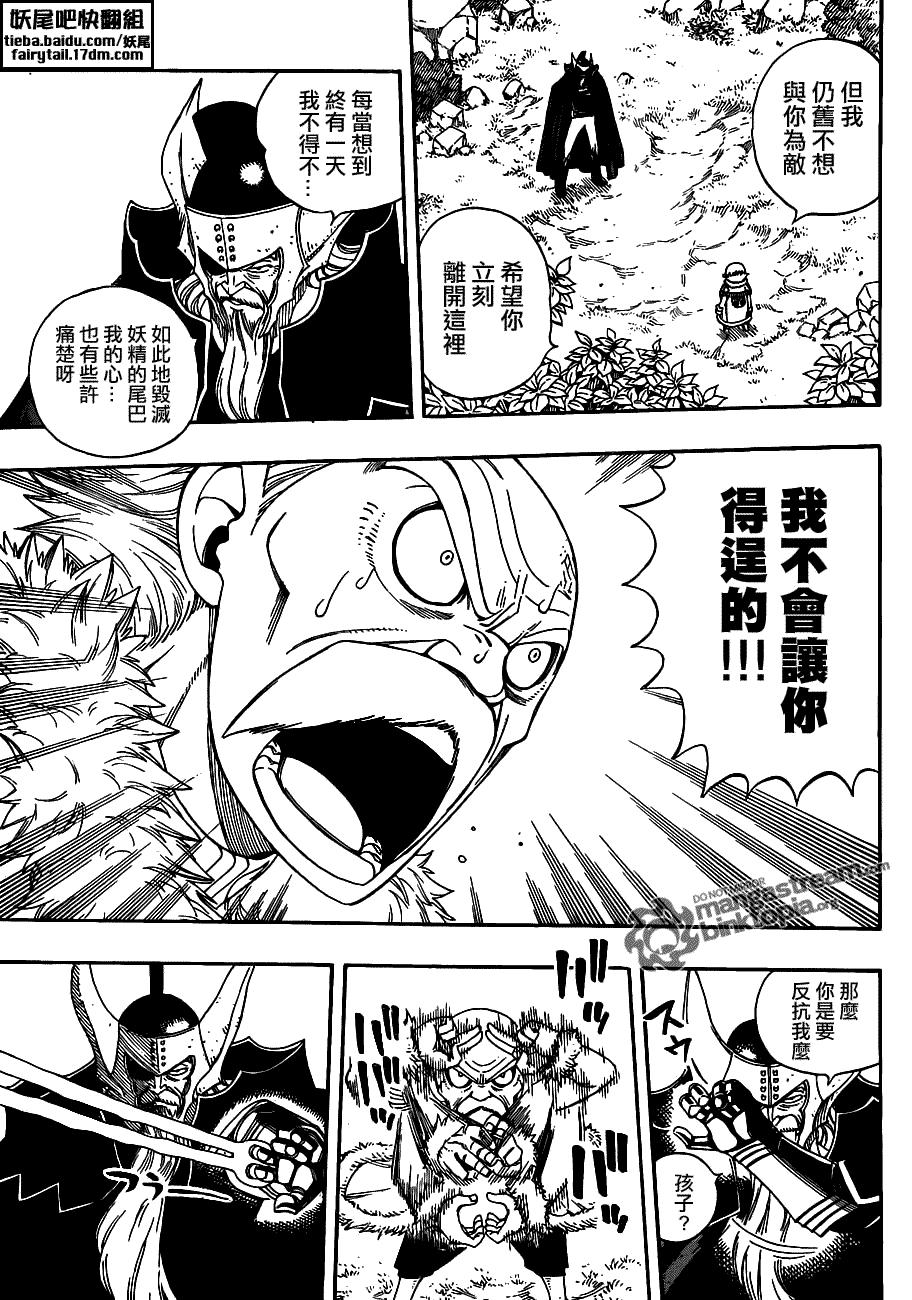 妖尾吧快翻組
tieba.baidu.com/妖尾
fairytail.17dm.com
但我
仍舊不想
與你為敵
希望你
立刻
離開這裡
每當想到
終有一天
我不得不…
如此地毀滅
妖精的尾巴
我的心…
也有些許
痛楚呀
我不會讓你
得逞的!!!
DO NOT MIRROR
mangastream.com
binktopia.org
那麼
你是要
反抗我麼
スゥ
孩子？